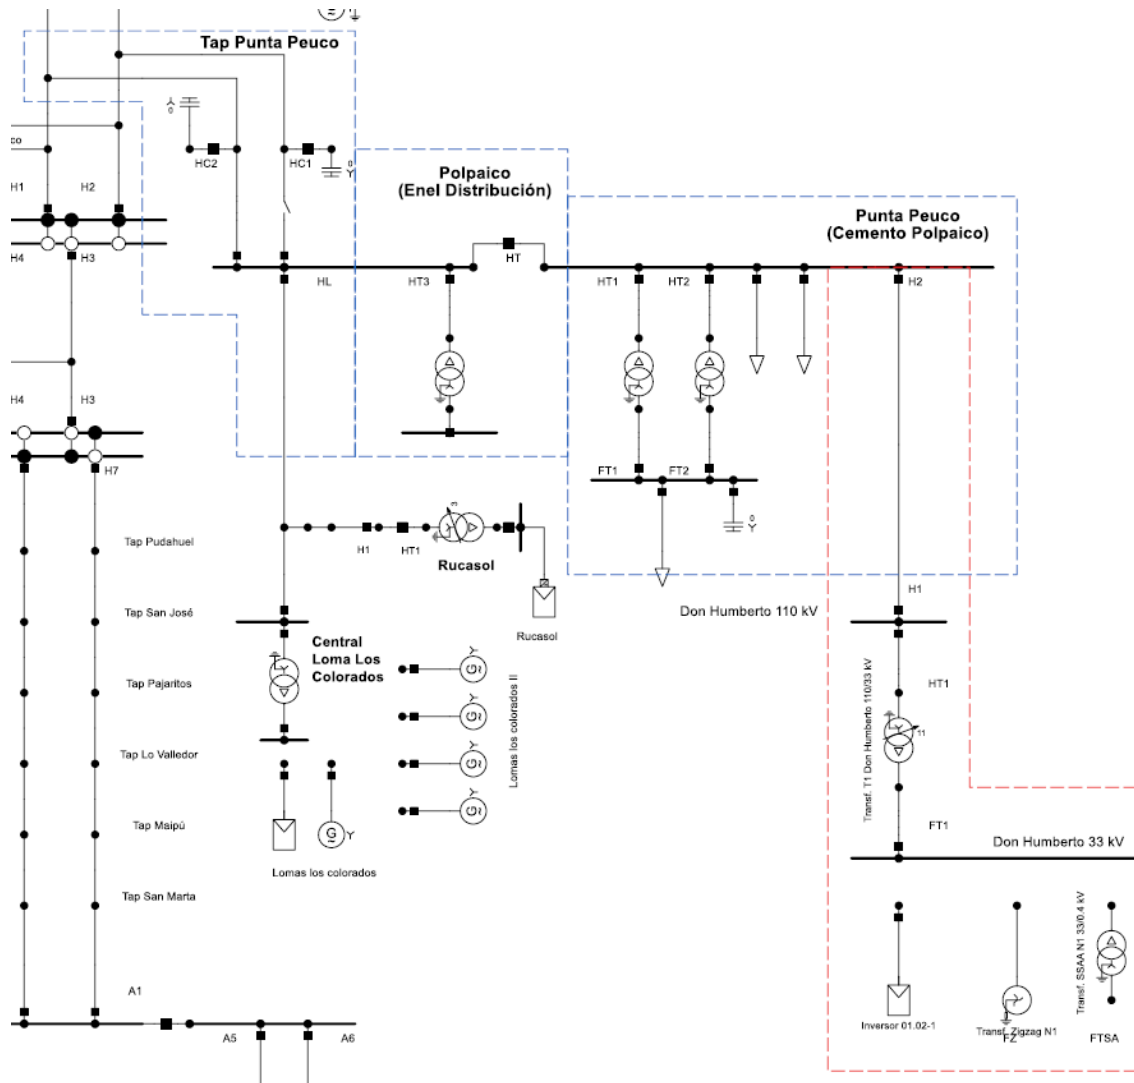 Tap Punta Peuco
0
co
HC2
HC1
0
H1
H2
Polpaico
(Enel Distribución)
Punta Peuco
(Cemento Polpaico)
H4
H3
HT
HL
HT3
HT1
HT2
H2
H4
H3
H7
FT1
FT2
0
3
H1
HT1
Rucasol
Tap Pudahuel
Rucasol
H1
Don Humberto 110 kV
Tap San José
Central
Loma Los
Colorados
G
G
G
G
Lomas los colorados II
Tap Pajaritos
HT1
Transf. T1 Don Humberto 110/33 kV
11
Tap Lo Valledor
Tap Maipú
G
Lomas los colorados
FT1
Don Humberto 33 kV
Tap San Marta
Transf. SSAA N1 33/0.4 kV
A1
Inversor 01.02-1
Transf. Zigzag N1
FZ
FTSA
A5
A6